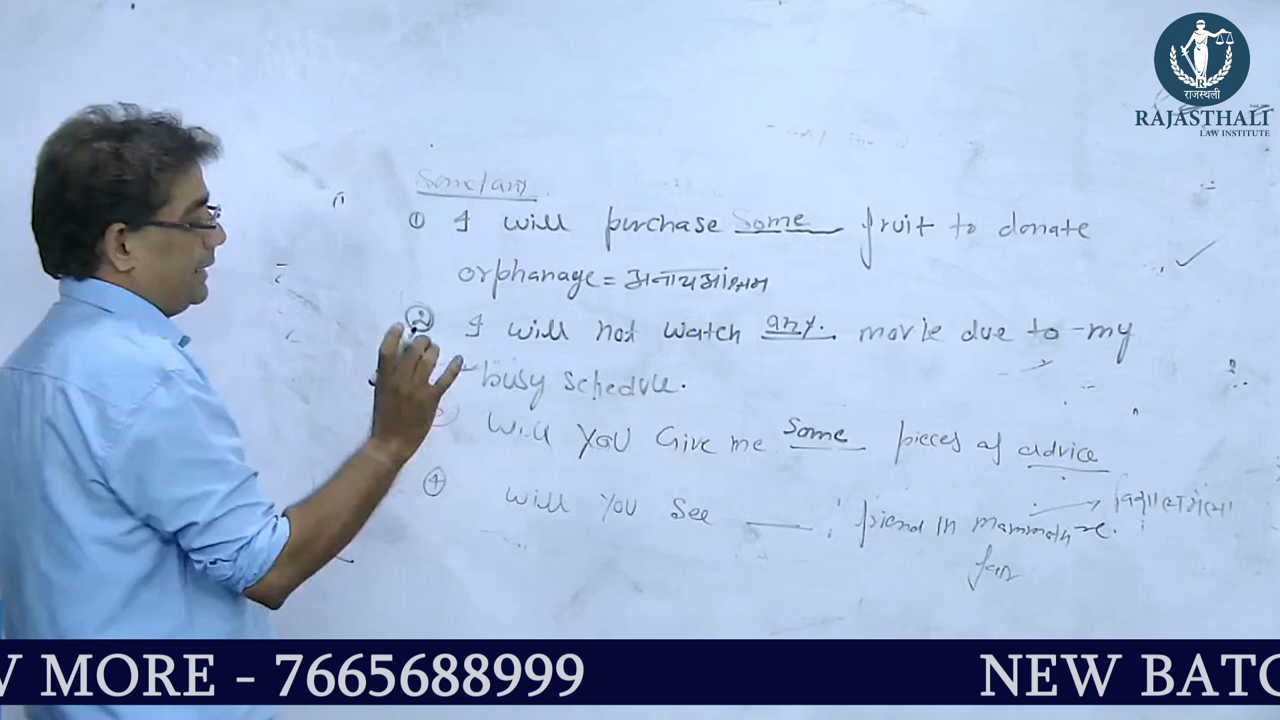 राजस्थली
RAJASTHALI
LAW INSTITUTE
Some/any
① I will purchase some fruit to donate
orphanage = अनाथआश्रम
② I will not watch any. movie due to my
busy schedule.
Will you Give me some pieces of advice
④ Will you see ___ friend in mammoth
fair
W MORE - 7665688999 NEW BATC